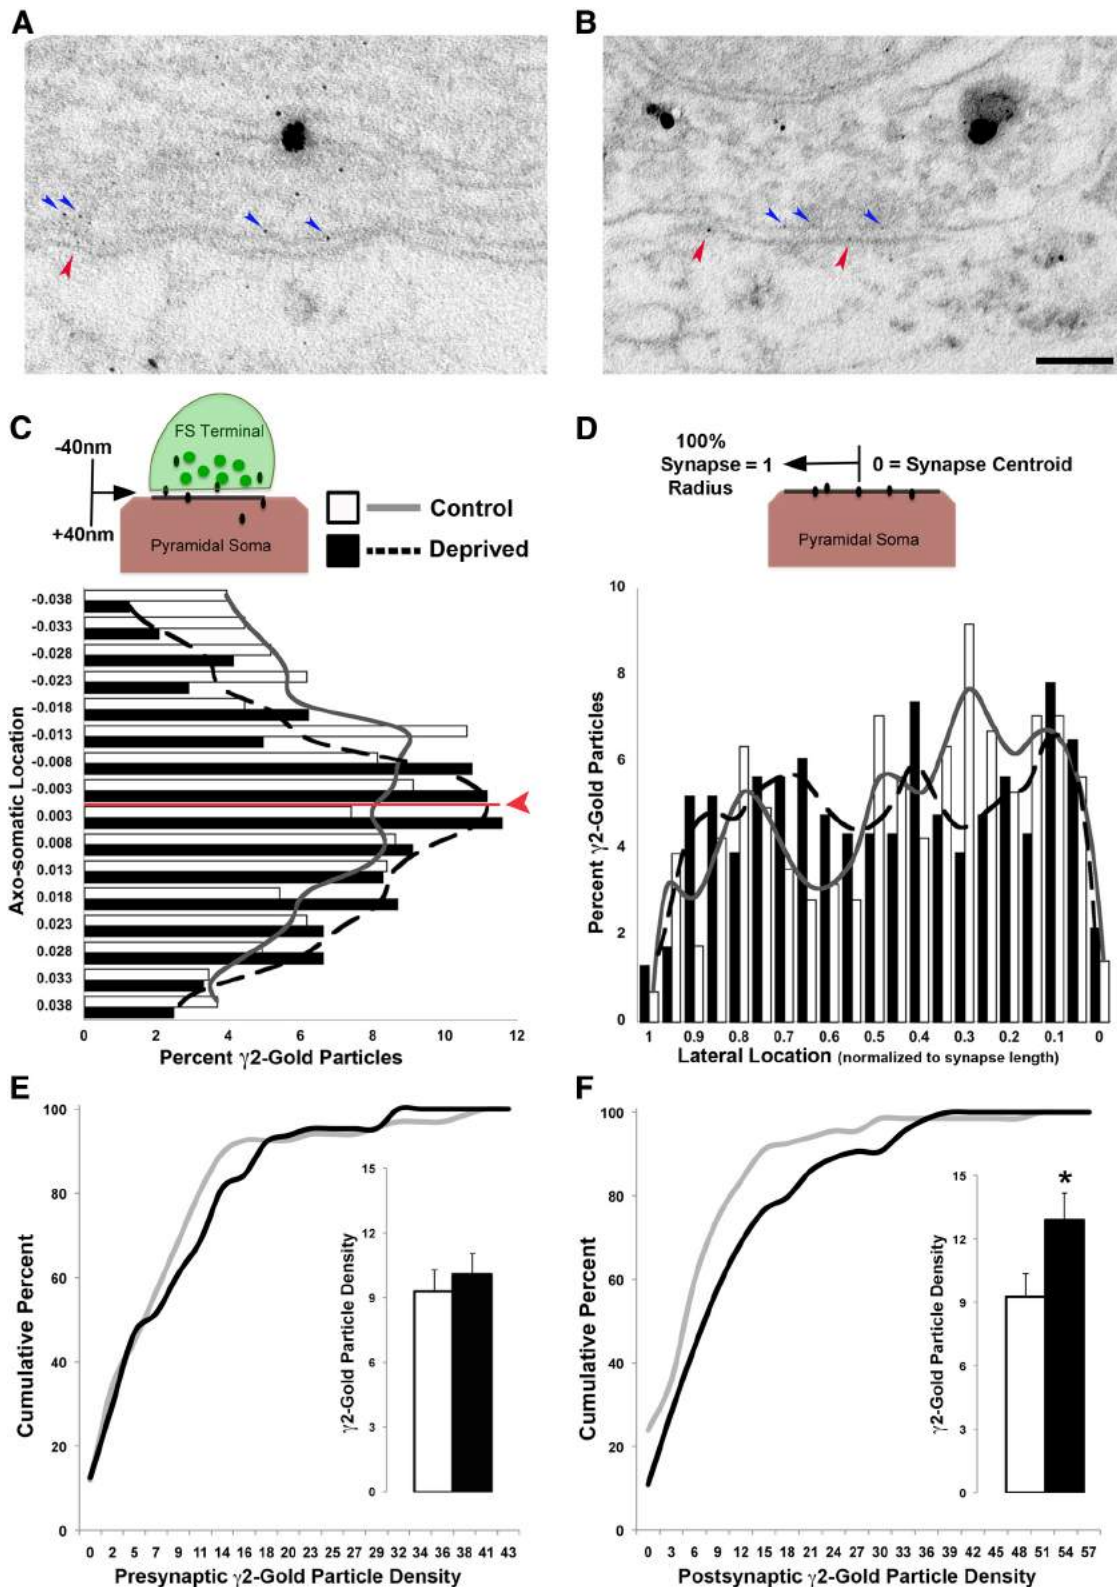 A
B
C
FS Terminal
-40nm
+40nm
Pyramidal Soma
Control
Deprived
-0.038
-0.033
-0.028
-0.023
-0.018
-0.013
-0.008
-0.003
0.003
0.008
0.013
0.018
0.023
0.028
0.033
0.038
Axo-somatic Location
0 2 4 6 8 10 12
Percent γ2-Gold Particles
D
100%
Synapse = 1
Radius
0 = Synapse Centroid
Pyramidal Soma
10
8
6
4
2
0
Percent γ2-Gold Particles
1 0.9 0.8 0.7 0.6 0.5 0.4 0.3 0.2 0.1 0
Lateral Location (normalized to synapse length)
E
100
80
60
40
20
0
Cumulative Percent
15
12
9
6
3
0
γ2-Gold Particle Density
0 2 5 7 9 11 14 16 18 20 23 25 27 29 32 34 36 38 41 43
Presynaptic γ2-Gold Particle Density
F
100
80
60
40
20
0
Cumulative Percent
15
12
9
6
3
0
γ2-Gold Particle Density
*
0 3 6 9 12 15 18 21 24 27 30 33 36 39 42 45 48 51 54 57
Postsynaptic γ2-Gold Particle Density